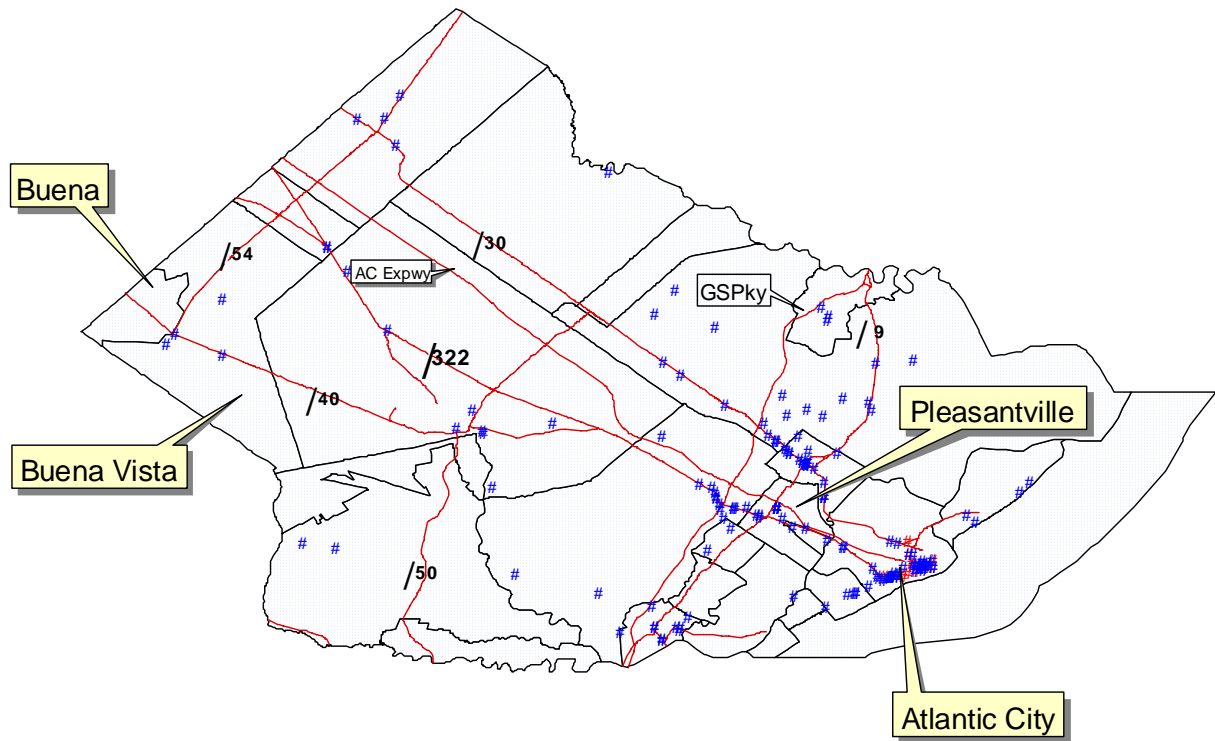 Buena
/54
/30
AC Expwy
GSPky
/ 9
/322
/40
Pleasantville
Buena Vista
/50
Atlantic City